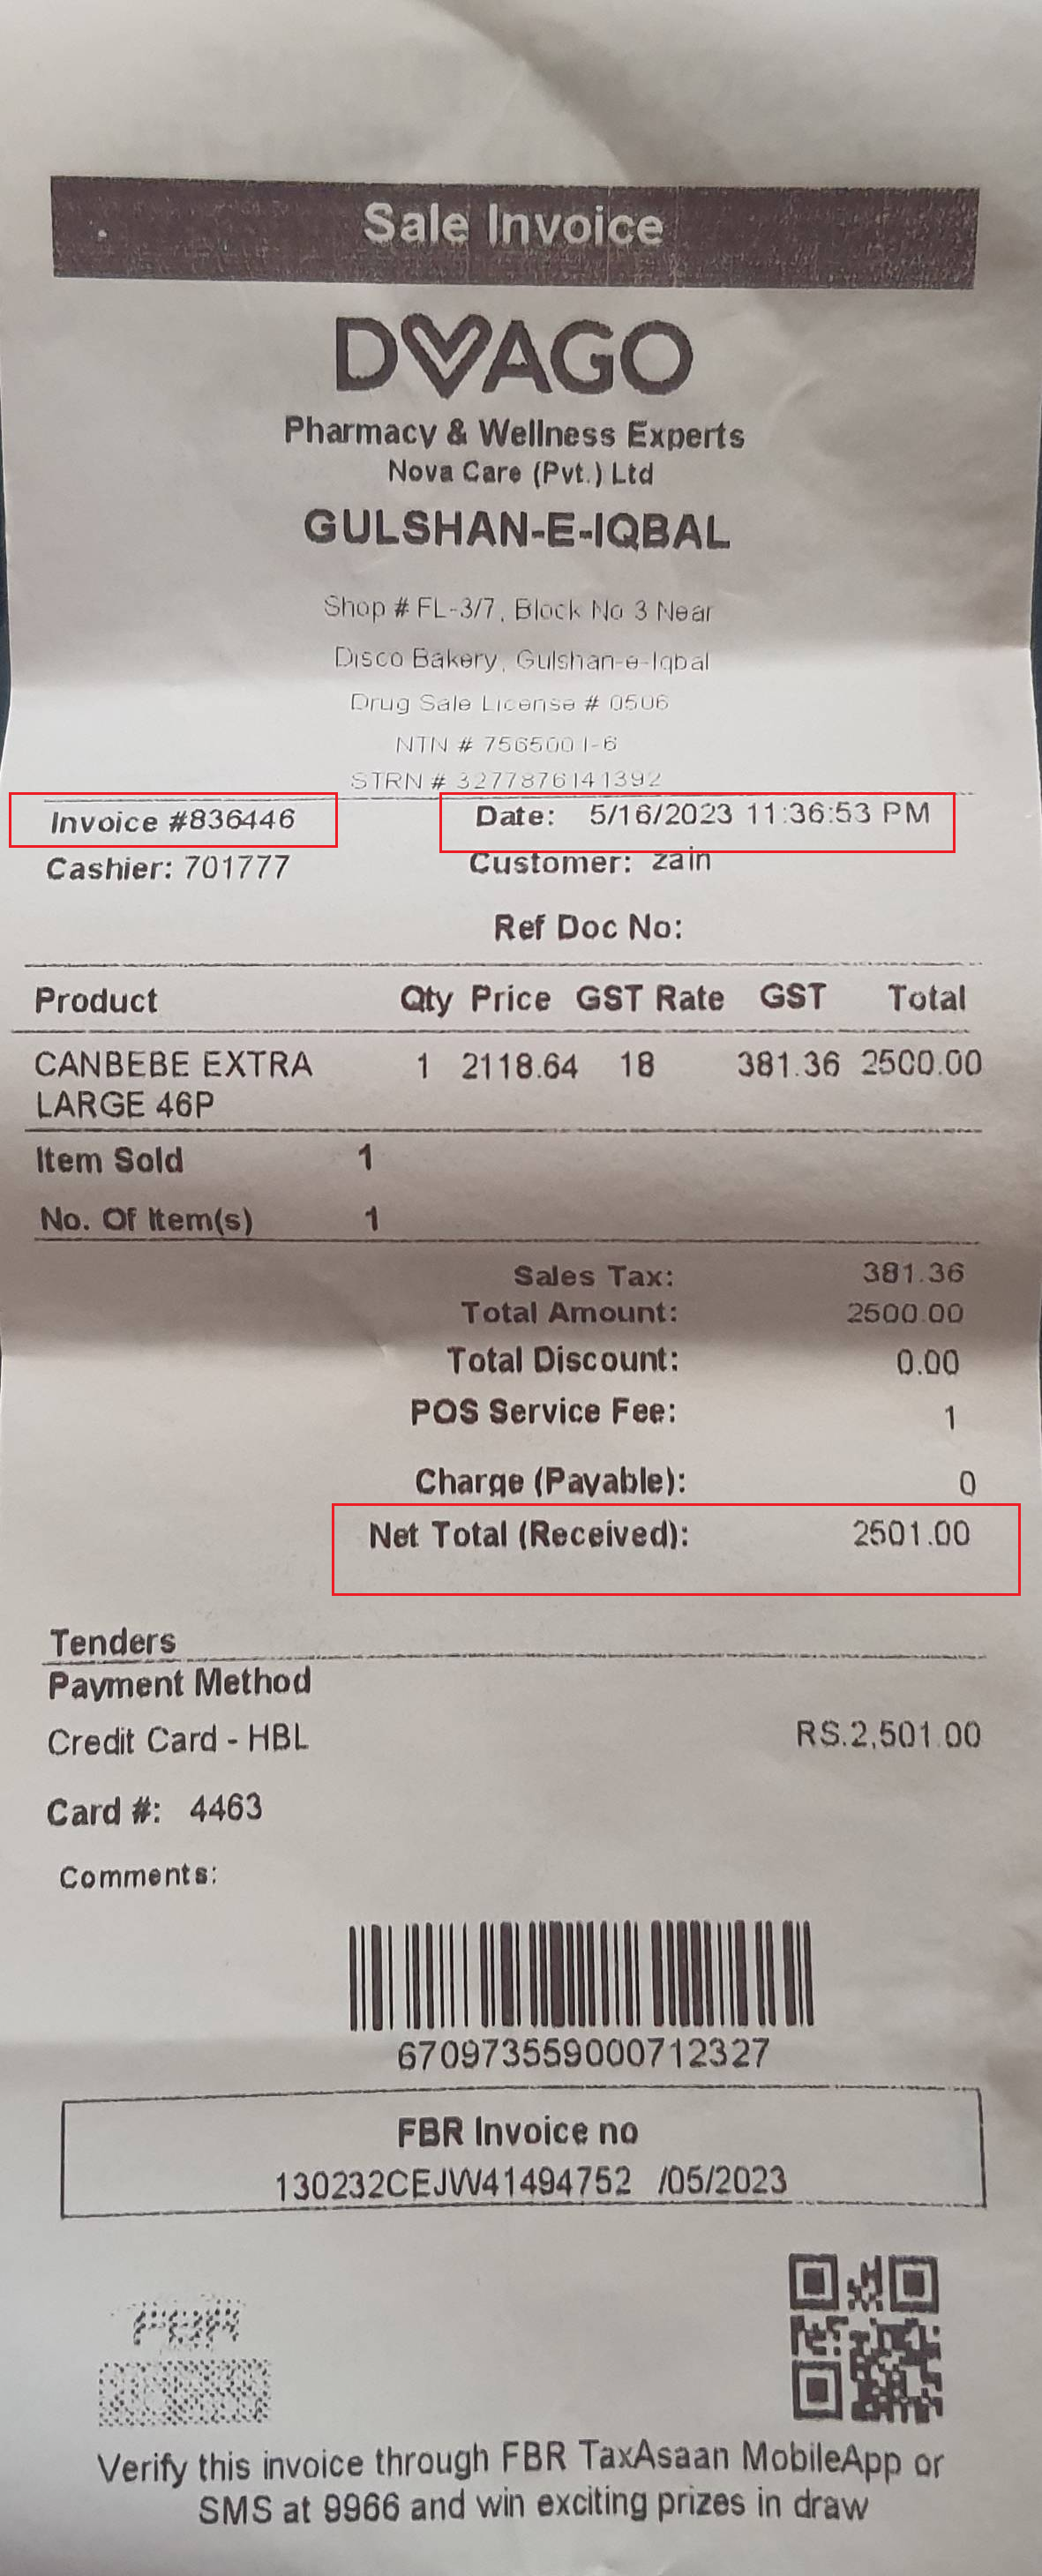 Sale Invoice
DVAGO
Pharmacy & Wellness Experts
Nova Care (Pvt.) Ltd
GULSHAN-E-IQBAL
Shop # FL-3/7, Block No 3 Near
Disco Bakery, Gulshan-e-Iqbal
Drug Sale License # 0506
NTN # 7565001-6
STRN # 3277876141392
Invoice #836446 Date: 5/16/2023 11:36:53 PM
Cashier: 701777 Customer: zain
Ref Doc No:
Product Qty Price GST Rate GST Total
CANBEBE EXTRA 1 2118.64 18 381.36 2500.00
LARGE 46P
Item Sold 1
No. Of Item(s) 1
Sales Tax: 381.36
Total Amount: 2500.00
Total Discount: 0.00
POS Service Fee: 1
Charge (Payable): 0
Net Total (Received): 2501.00
Tenders
Payment Method
Credit Card - HBL RS.2,501.00
Card #: 4463
Comments:
670973559000712327
FBR Invoice no
130232CEJW41494752 /05/2023
FBR
Verify this invoice through FBR TaxAsaan MobileApp or
SMS at 9966 and win exciting prizes in draw